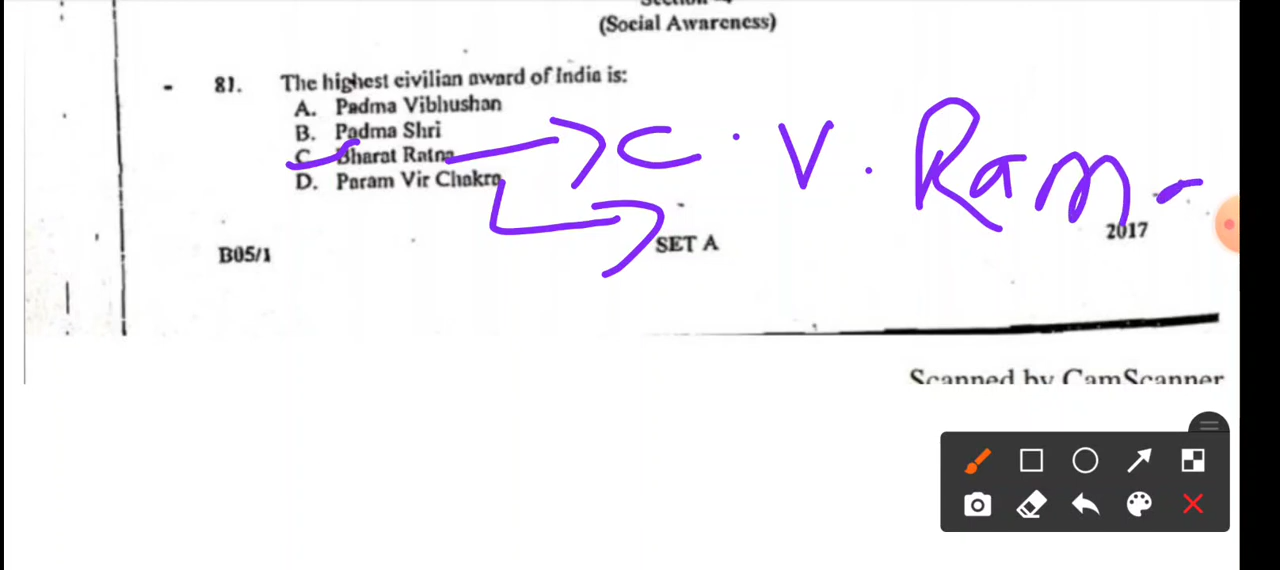 (Social Awareness)
81. The highest civilian award of India is:
A. Padma Vibhushan
B. Padma Shri
C. Bharat Ratna
D. Param Vir Chakra
C. V. Ram-
B05/1 SET A 2017
Scanned by CamScanner